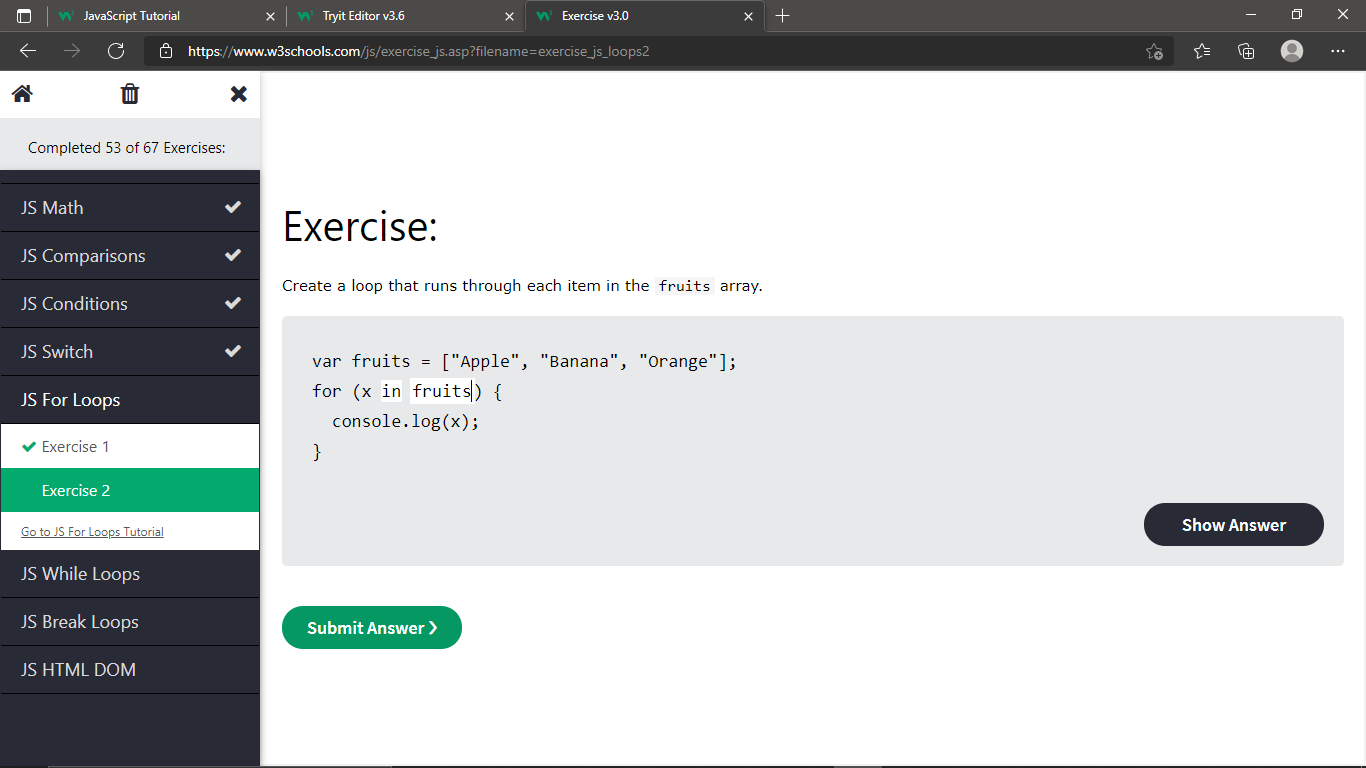 JavaScript Tutorial
Tryit Editor v3.6
Exercise v3.0
https://www.w3schools.com/js/exercise_js.asp?filename=exercise_js_loops2
Completed 53 of 67 Exercises:
JS Math
JS Comparisons
JS Conditions
JS Switch
JS For Loops
Exercise 1
Exercise 2
Go to JS For Loops Tutorial
JS While Loops
JS Break Loops
JS HTML DOM
Exercise:
Create a loop that runs through each item in the fruits array.
var fruits = ["Apple", "Banana", "Orange"];
for (x in fruits) {
  console.log(x);
}
Show Answer
Submit Answer ❯